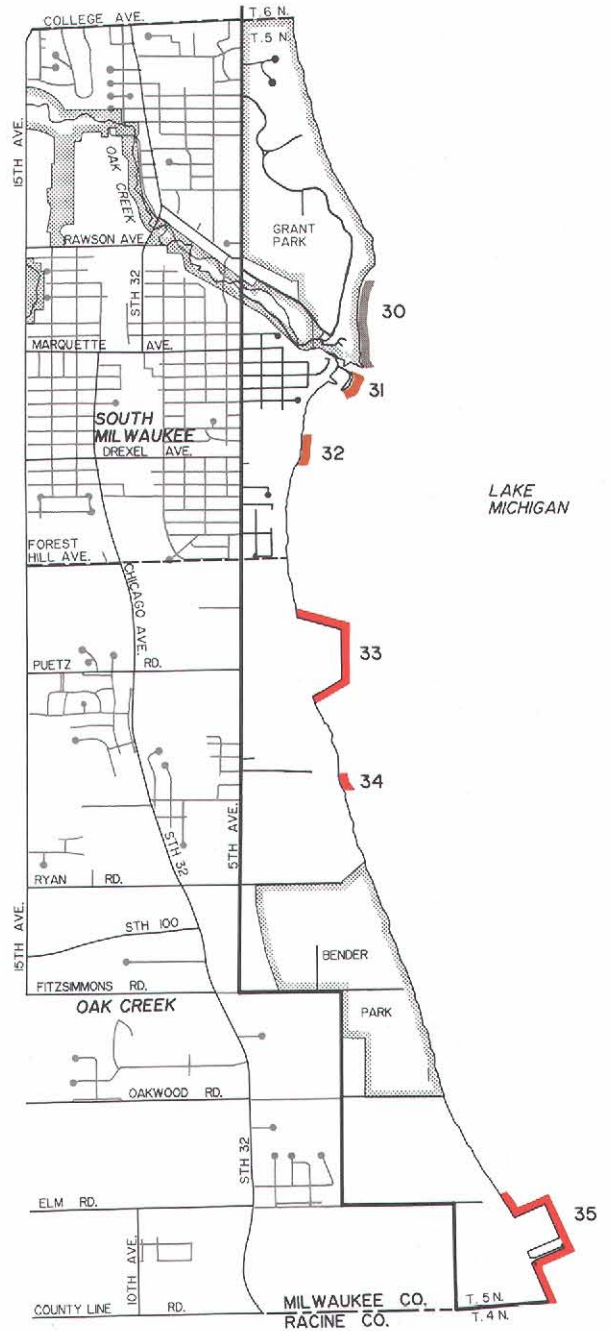 COLLEGE AVE.
T. 6 N.
T. 5 N.
15TH AVE.
OAK CREEK
GRANT
PARK
RAWSON AVE.
STH 32
30
MARQUETTE AVE.
31
SOUTH
MILWAUKEE
DREXEL AVE.
32
LAKE
MICHIGAN
FOREST
HILL AVE.
CHICAGO AVE.
33
PUETZ RD.
34
5TH AVE.
STH 32
RYAN RD.
15TH AVE.
STH 100
BENDER
FITZSIMMONS RD.
OAK CREEK
PARK
OAKWOOD RD.
STH 32
ELM RD.
35
10TH AVE.
COUNTY LINE RD.
MILWAUKEE CO.
RACINE CO.
T. 5 N.
T. 4 N.